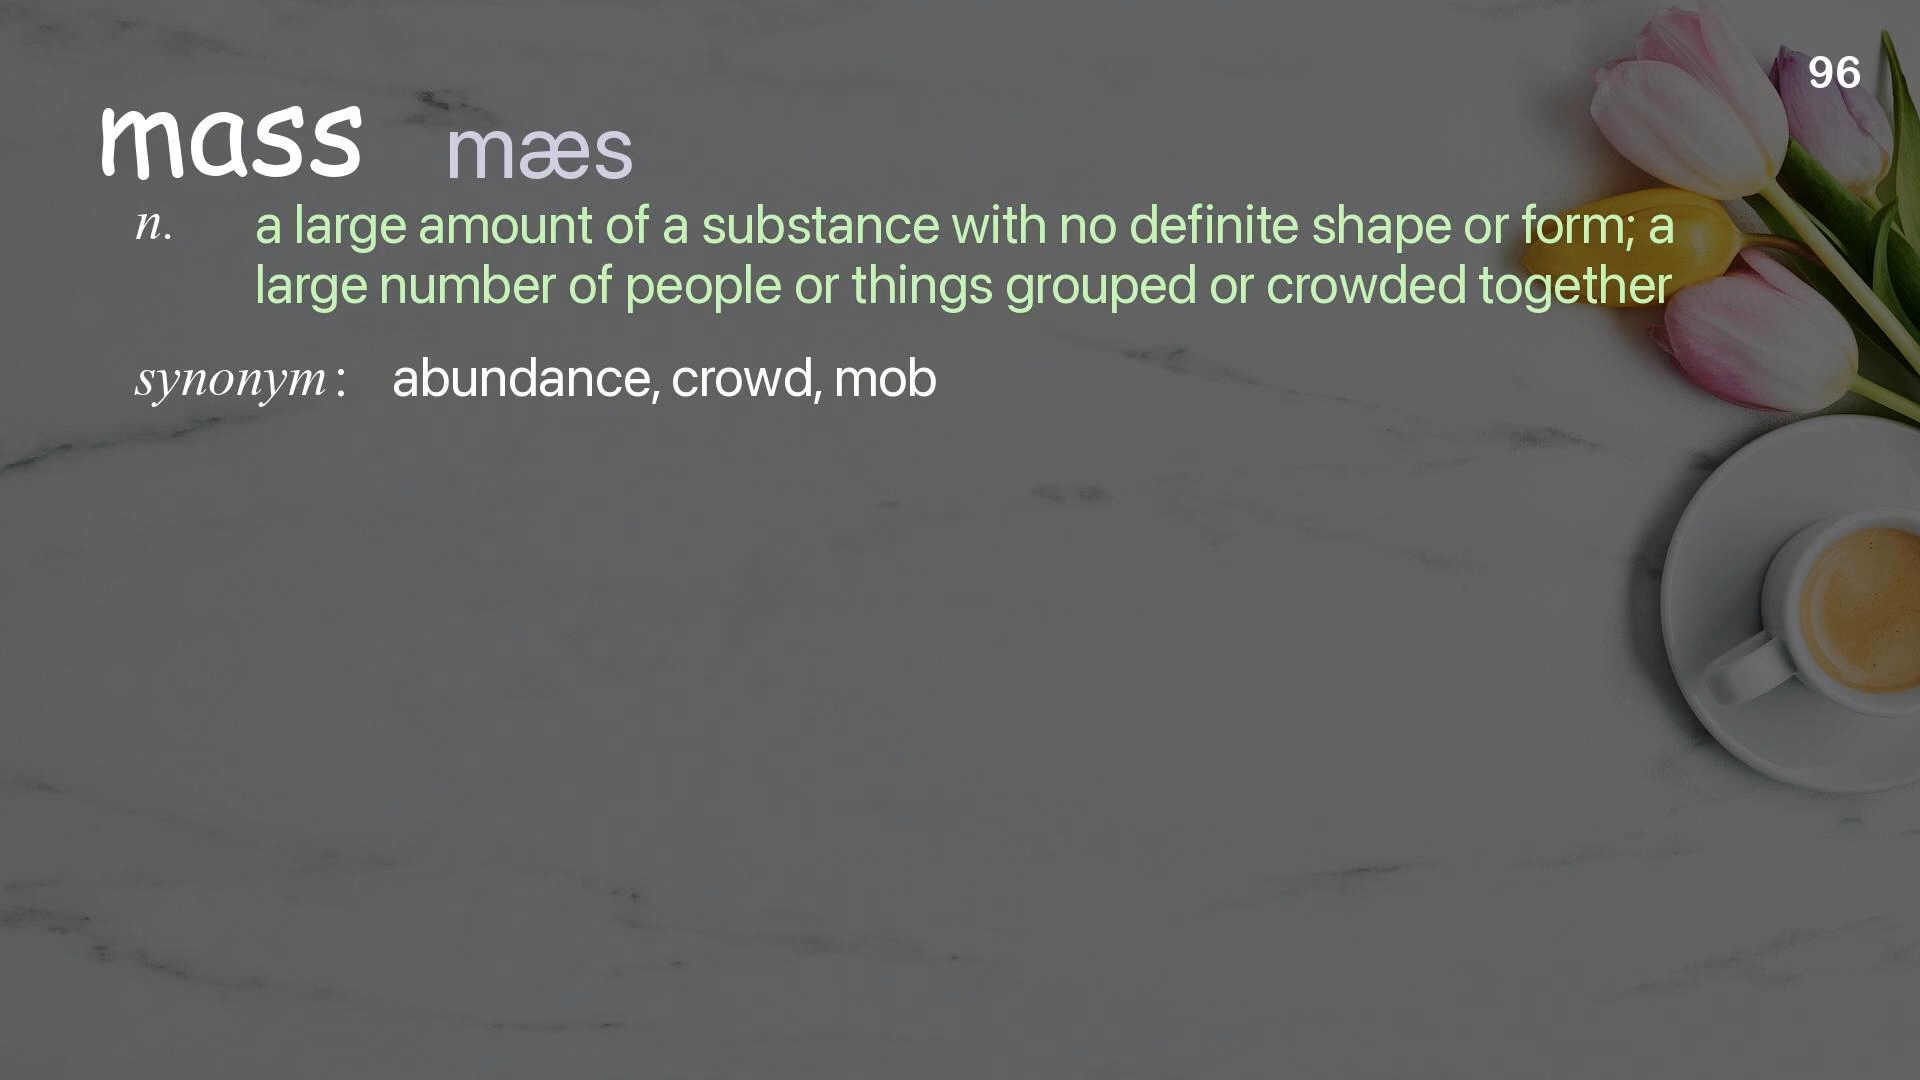 96
mass mæs
n. a large amount of a substance with no definite shape or form; a
large number of people or things grouped or crowded together
synonym: abundance, crowd, mob